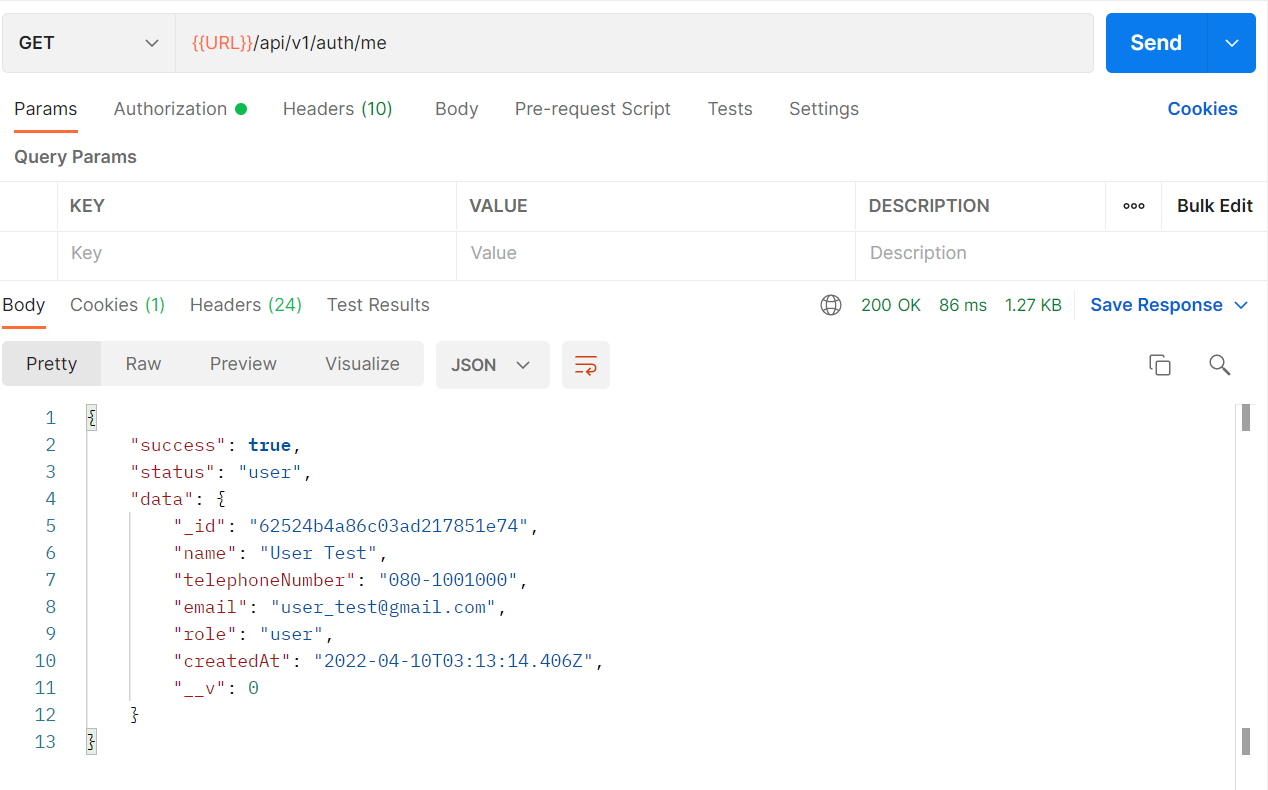 GET {{URL}}/api/v1/auth/me Send
Params Authorization Headers (10) Body Pre-request Script Tests Settings Cookies
Query Params
KEY VALUE DESCRIPTION Bulk Edit
Key Value Description
Body Cookies (1) Headers (24) Test Results 200 OK 86 ms 1.27 KB Save Response
Pretty Raw Preview Visualize JSON
1 {
2 "success": true,
3 "status": "user",
4 "data": {
5 "_id": "62524b4a86c03ad217851e74",
6 "name": "User Test",
7 "telephoneNumber": "080-1001000",
8 "email": "user_test@gmail.com",
9 "role": "user",
10 "createdAt": "2022-04-10T03:13:14.406Z",
11 "__v": 0
12 }
13 }